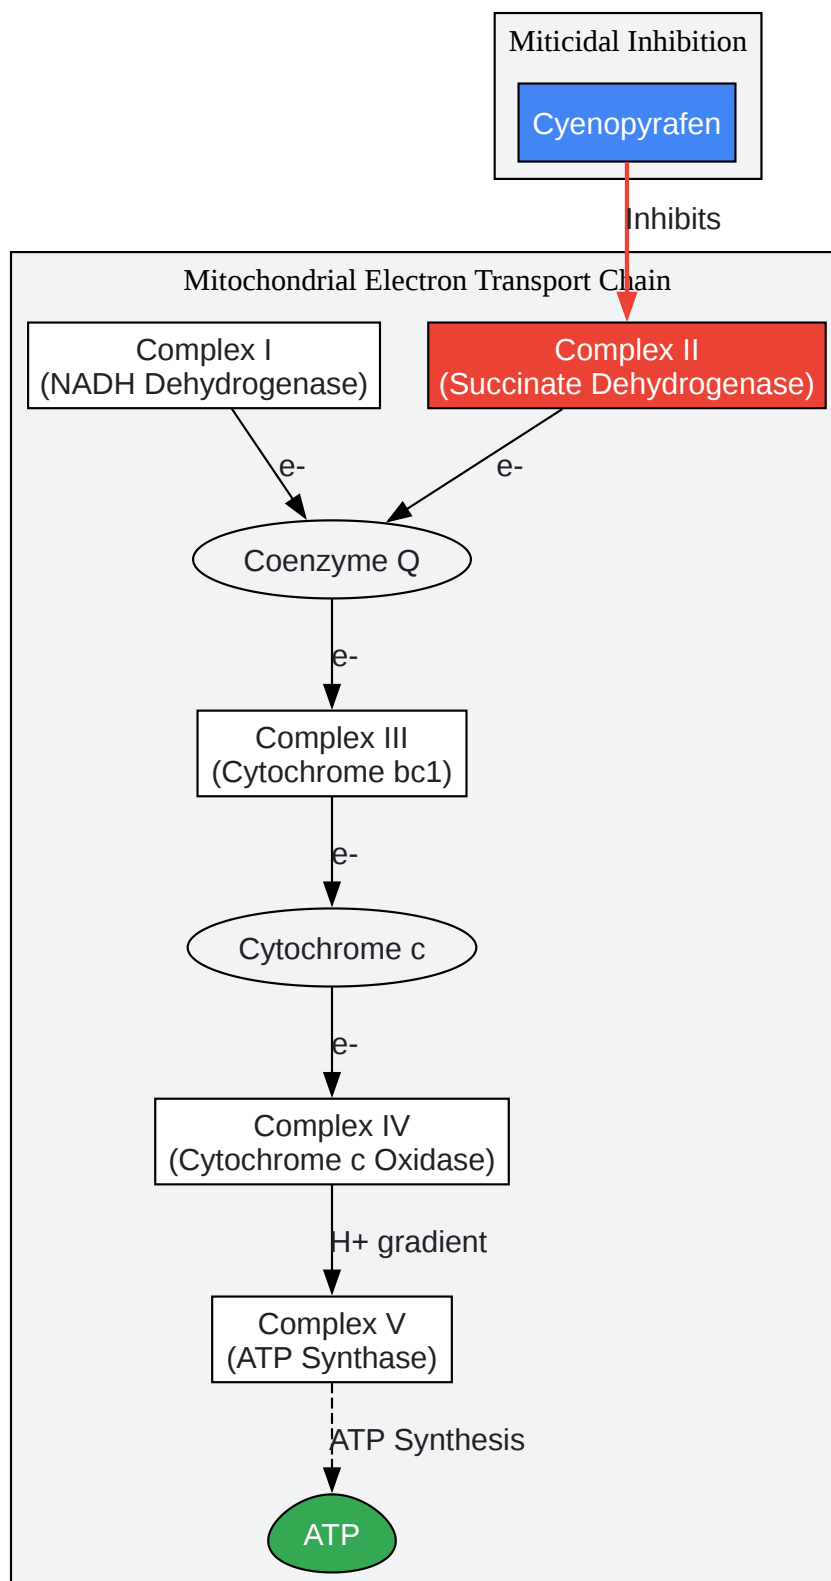 Miticidal Inhibition
Cyenopyrafen
Inhibits
Mitochondrial Electron Transport Chain
Complex I
(NADH Dehydrogenase)
Complex II
(Succinate Dehydrogenase)
e-
e-
Coenzyme Q
e-
Complex III
(Cytochrome bc1)
e-
Cytochrome c
e-
Complex IV
(Cytochrome c Oxidase)
H+ gradient
Complex V
(ATP Synthase)
ATP Synthesis
ATP